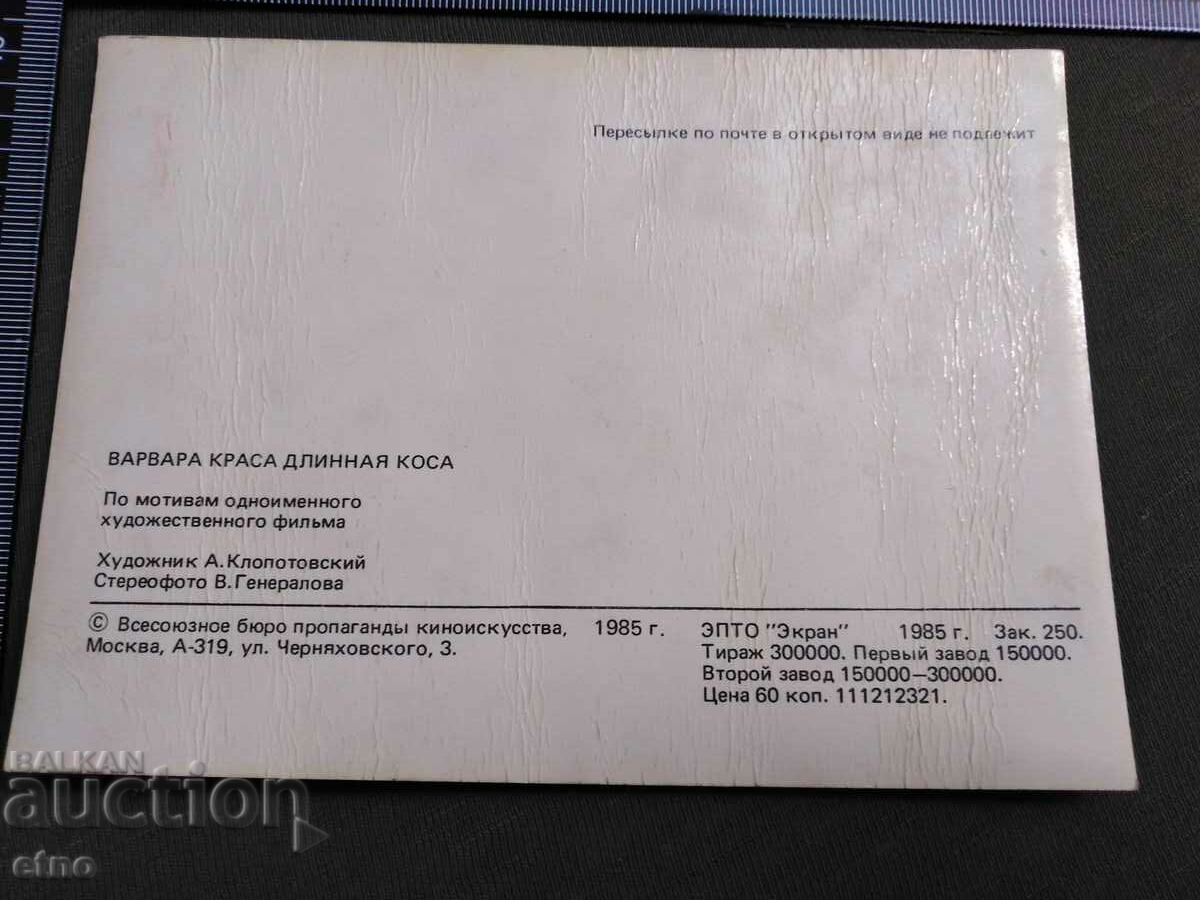 Пересылке по почте в открытом виде не подлежит
ВАРВАРА КРАСА ДЛИННАЯ КОСА
По мотивам одноименного
художественного фильма
Художник А.Клопотовский
Стереофото В.Генералова
© Всесоюзное бюро пропаганды киноискусства, 1985 г.
Москва, А-319, ул. Черняховского, 3.
ЭПТО "Экран" 1985 г. Зак. 250.
Тираж 300000. Первый завод 150000.
Второй завод 150000—300000.
Цена 60 коп. 111212321.
BALKAN
auction
etno